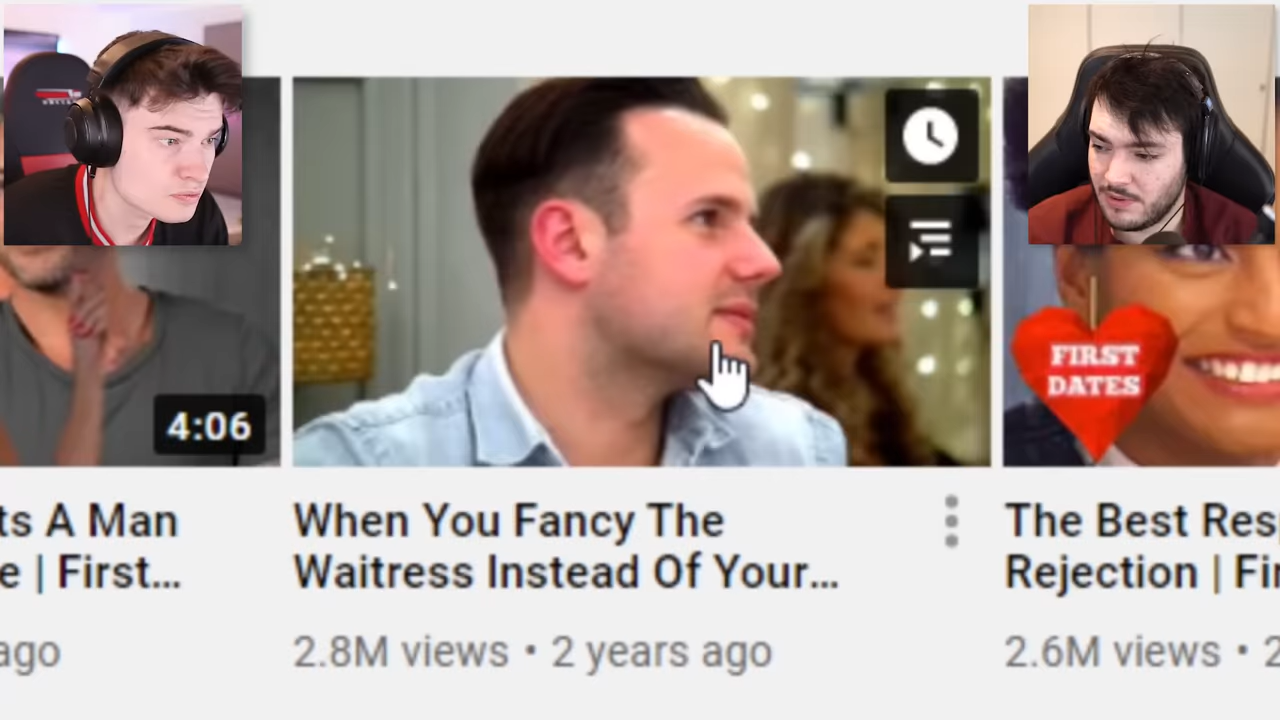 4:06
FIRST
DATES
ts A Man
e | First...
ago
When You Fancy The
Waitress Instead Of Your...
2.8M views • 2 years ago
The Best Res
Rejection | Fi
2.6M views • 2